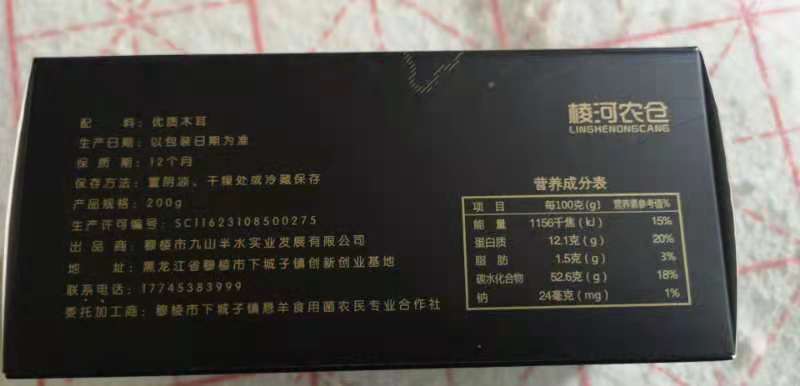 棱河农仓
LINGHENONGCANG
配 料：优质木耳
生产日期：以包装日期为准
保 质 期：12个月
保存方法：置阴凉、干燥处或冷藏保存
产品规格：200g
生产许可编号：SC11623108500275
出 品 商：穆棱市九山半水实业发展有限公司
地 址：黑龙江省穆棱市下城子镇创新创业基地
联系电话：17745383999
委托加工商：穆棱市下城子镇悬羊食用菌农民专业合作社
营养成分表
项 目 每100克(g) 营养素参考值%
能 量 1156千焦(kJ) 15%
蛋白质 12.1克(g) 20%
脂 肪 1.5克(g) 3%
碳水化合物 52.6克(g) 18%
钠 24毫克(mg) 1%